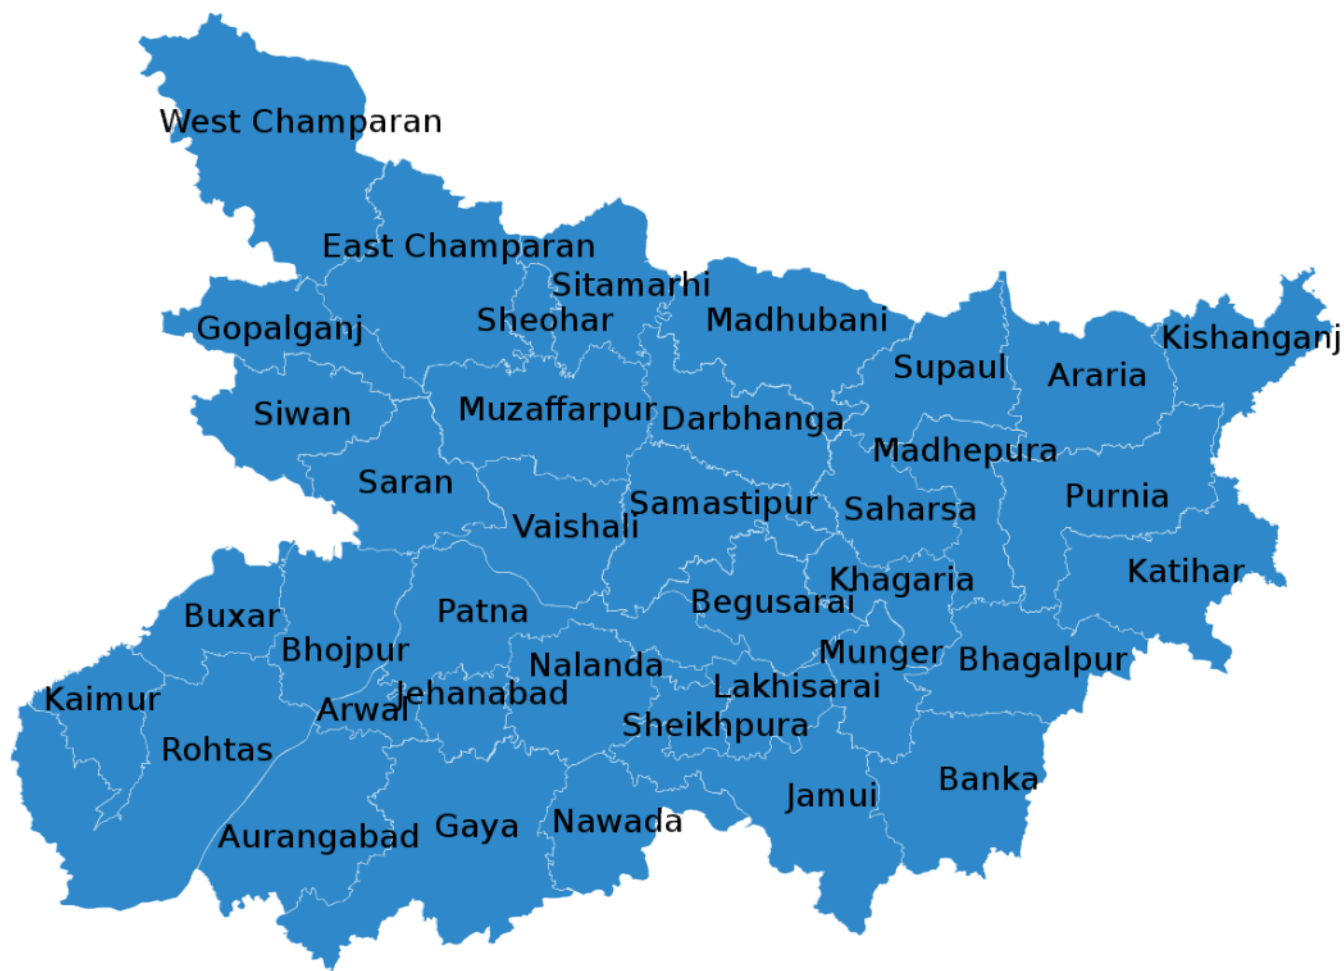 West Champaran
East Champaran
Sitamarhi
Sheohar
Madhubani
Gopalganj
Kishanganj
Supaul
Araria
Siwan
Muzaffarpur
Darbhanga
Madhepura
Saran
Purnia
Samastipur
Saharsa
Vaishali
Katihar
Khagaria
Begusarai
Patna
Buxar
Bhojpur
Munger
Bhagalpur
Nalanda
Lakhisarai
Jehanabad
Kaimur
Arwal
Sheikhpura
Rohtas
Banka
Jamui
Nawada
Gaya
Aurangabad